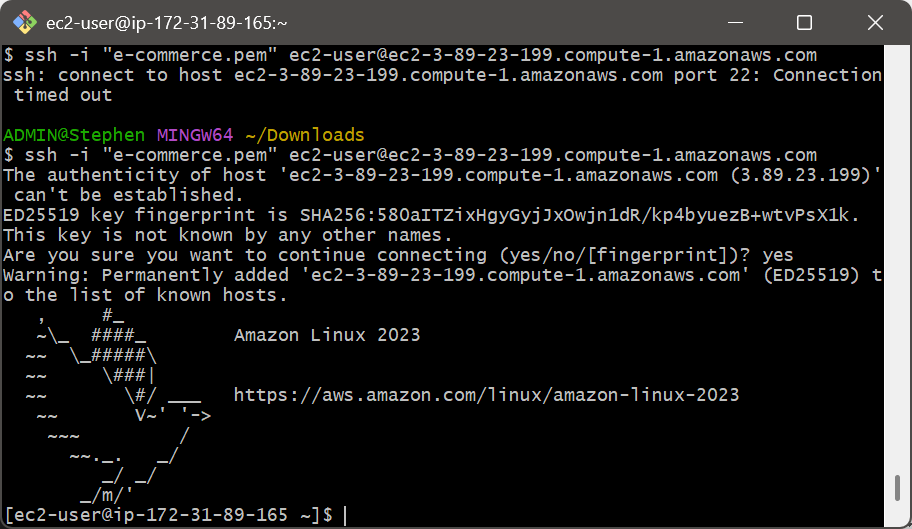 ec2-user@ip-172-31-89-165:~
$ ssh -i "e-commerce.pem" ec2-user@ec2-3-89-23-199.compute-1.amazonaws.com
ssh: connect to host ec2-3-89-23-199.compute-1.amazonaws.com port 22: Connection
 timed out
ADMIN@Stephen MINGW64 ~/Downloads
$ ssh -i "e-commerce.pem" ec2-user@ec2-3-89-23-199.compute-1.amazonaws.com
The authenticity of host 'ec2-3-89-23-199.compute-1.amazonaws.com (3.89.23.199)'
 can't be established.
ED25519 key fingerprint is SHA256:580aITZixHgyGyjJxOwjn1dR/kp4byuezB+wtvPsX1k.
This key is not known by any other names.
Are you sure you want to continue connecting (yes/no/[fingerprint])? yes
Warning: Permanently added 'ec2-3-89-23-199.compute-1.amazonaws.com' (ED25519) t
o the list of known hosts.
   ,     #_
   ~\_  ####_        Amazon Linux 2023
  ~~  \_#####\
  ~~     \###|
  ~~       \#/ ___   https://aws.amazon.com/linux/amazon-linux-2023
   ~~       V~' '->
    ~~~         /
      ~~._.   _/
         _/ _/
       _/m/'
[ec2-user@ip-172-31-89-165 ~]$